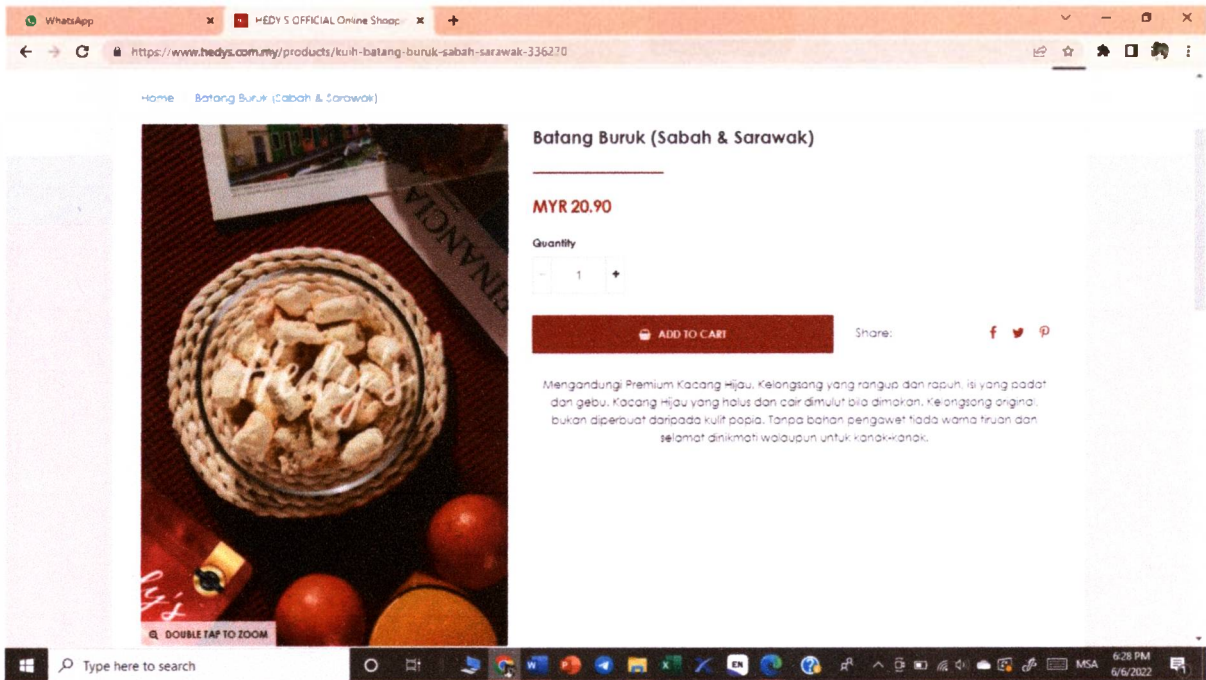 WhatsApp
HEDY'S OFFICIAL Online Shopp
https://www.hedys.com.my/products/kuih-batang-buruk-sabah-sarawak-336270
Home Batang Buruk (Sabah & Sarawak)
FINANCIA
Hedy's
ly's
DOUBLE TAP TO ZOOM
Batang Buruk (Sabah & Sarawak)
MYR 20.90
Quantity
- 1 +
ADD TO CART
Share:
Mengandungi Premium Kacang Hijau. Kelongsong yang rangup dan rapuh, isi yang padat
dan gebu. Kacang Hijau yang halus dan cair dimulut bila dimakan. Kelongsong original,
bukan diperbuat daripada kulit popia. Tanpa bahan pengawet tiada warna tiruan dan
selamat dinikmati walaupun untuk kanak-kanak.
Type here to search
EN
MSA
6:28 PM
6/6/2022